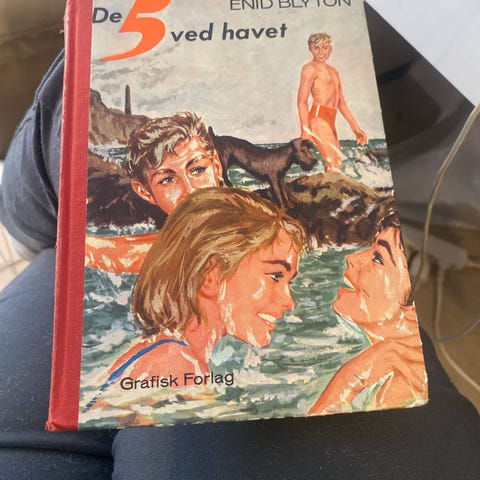 ENID BLYTON
De 5 ved havet
Grafisk Forlag